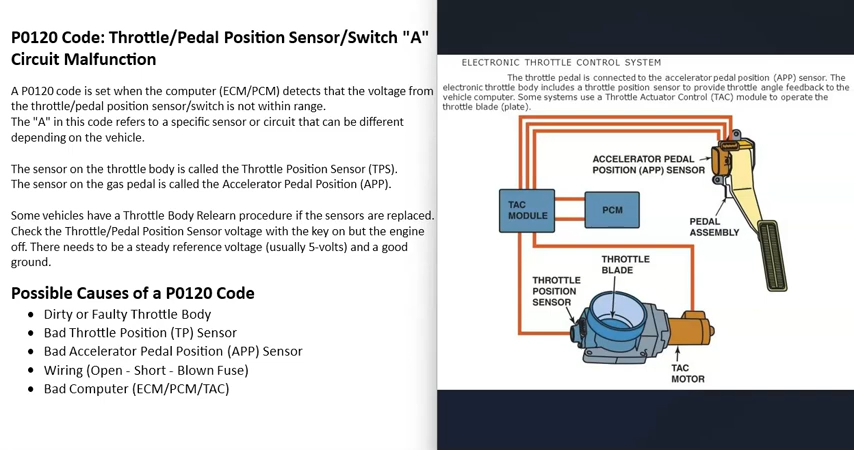 P0120 Code: Throttle/Pedal Position Sensor/Switch "A"
Circuit Malfunction
A P0120 code is set when the computer (ECM/PCM) detects that the voltage from
the throttle/pedal position sensor/switch is not within range.
The "A" in this code refers to a specific sensor or circuit that can be different
depending on the vehicle.
The sensor on the throttle body is called the Throttle Position Sensor (TPS).
The sensor on the gas pedal is called the Accelerator Pedal Position (APP).
Some vehicles have a Throttle Body Relearn procedure if the sensors are replaced.
Check the Throttle/Pedal Position Sensor voltage with the key on but the engine
off. There needs to be a steady reference voltage (usually 5-volts) and a good
ground.
Possible Causes of a P0120 Code
• Dirty or Faulty Throttle Body
• Bad Throttle Position (TP) Sensor
• Bad Accelerator Pedal Position (APP) Sensor
• Wiring (Open - Short - Blown Fuse)
• Bad Computer (ECM/PCM/TAC)
ELECTRONIC THROTTLE CONTROL SYSTEM
The throttle pedal is connected to the accelerator pedal position (APP) sensor. The
electronic throttle body includes a throttle position sensor to provide throttle angle feedback to the
vehicle computer. Some systems use a Throttle Actuator Control (TAC) module to operate the
throttle blade (plate).
ACCELERATOR PEDAL
POSITION (APP) SENSOR
TAC
MODULE
PCM
PEDAL
ASSEMBLY
THROTTLE
BLADE
THROTTLE
POSITION
SENSOR
TAC
MOTOR